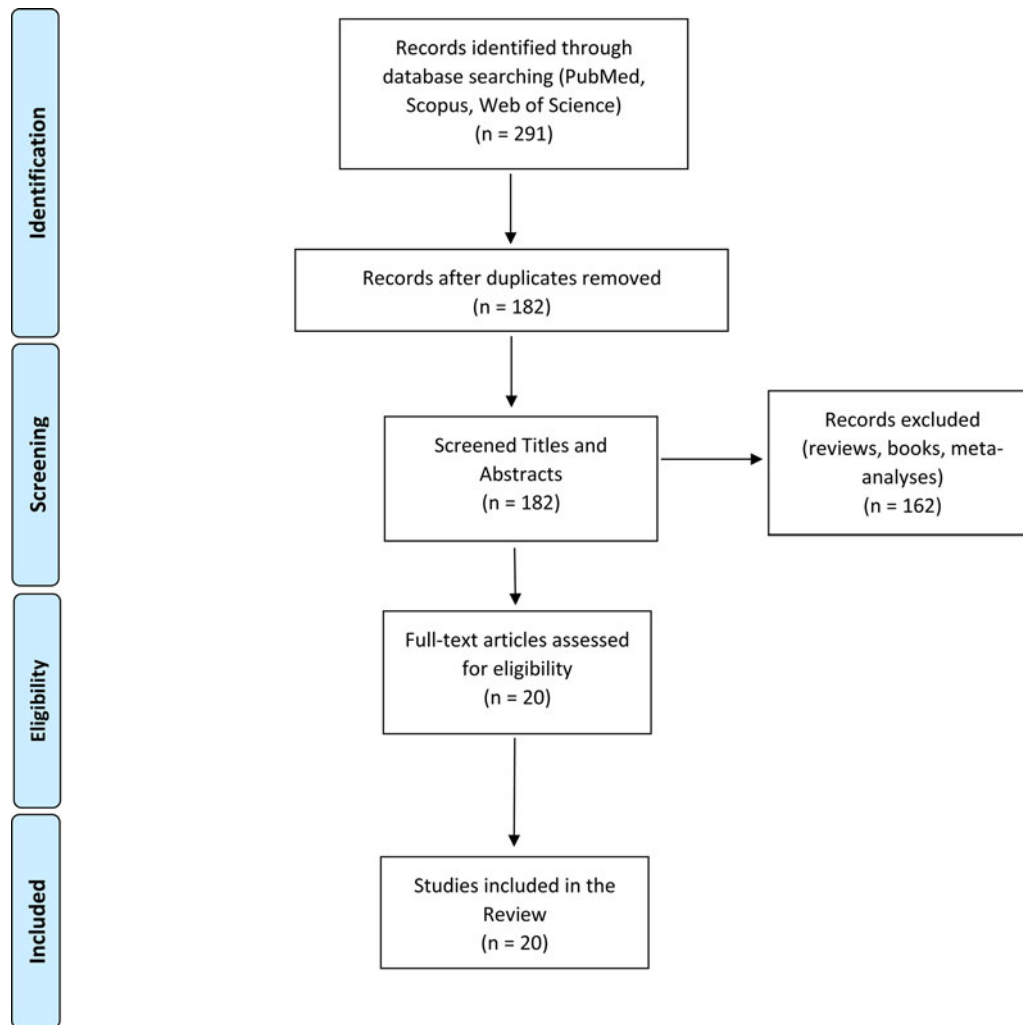 Identification
Records identified through
database searching (PubMed,
Scopus, Web of Science)
(n = 291)
Records after duplicates removed
(n = 182)
Screening
Screened Titles and
Abstracts
(n = 182)
Records excluded
(reviews, books, meta-
analyses)
(n = 162)
Eligibility
Full-text articles assessed
for eligibility
(n = 20)
Included
Studies included in the
Review
(n = 20)